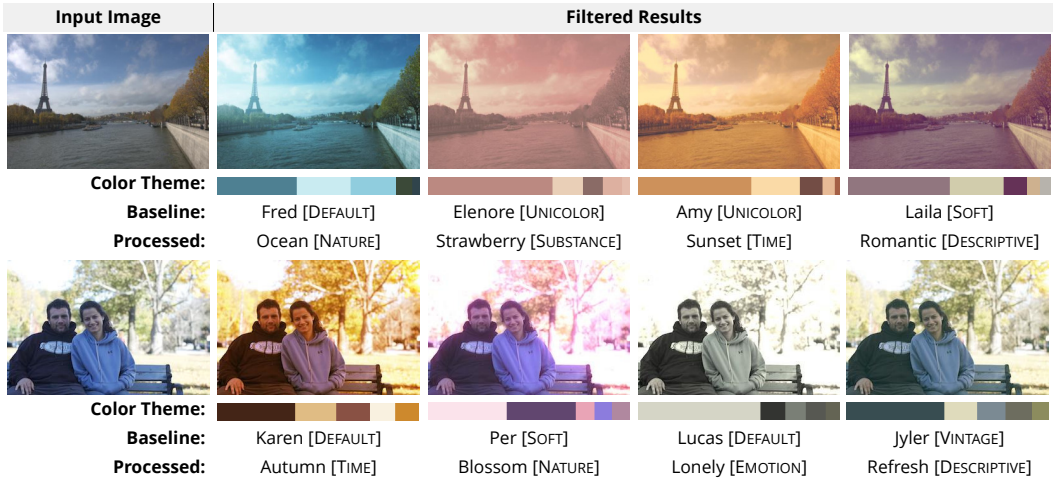 Input Image Filtered Results
Color Theme:
Baseline: Fred [DEFAULT] Elenore [UNICOLOR] Amy [UNICOLOR] Laila [SOFT]
Processed: Ocean [NATURE] Strawberry [SUBSTANCE] Sunset [TIME] Romantic [DESCRIPTIVE]
Color Theme:
Baseline: Karen [DEFAULT] Per [SOFT] Lucas [DEFAULT] Jyler [VINTAGE]
Processed: Autumn [TIME] Blossom [NATURE] Lonely [EMOTION] Refresh [DESCRIPTIVE]